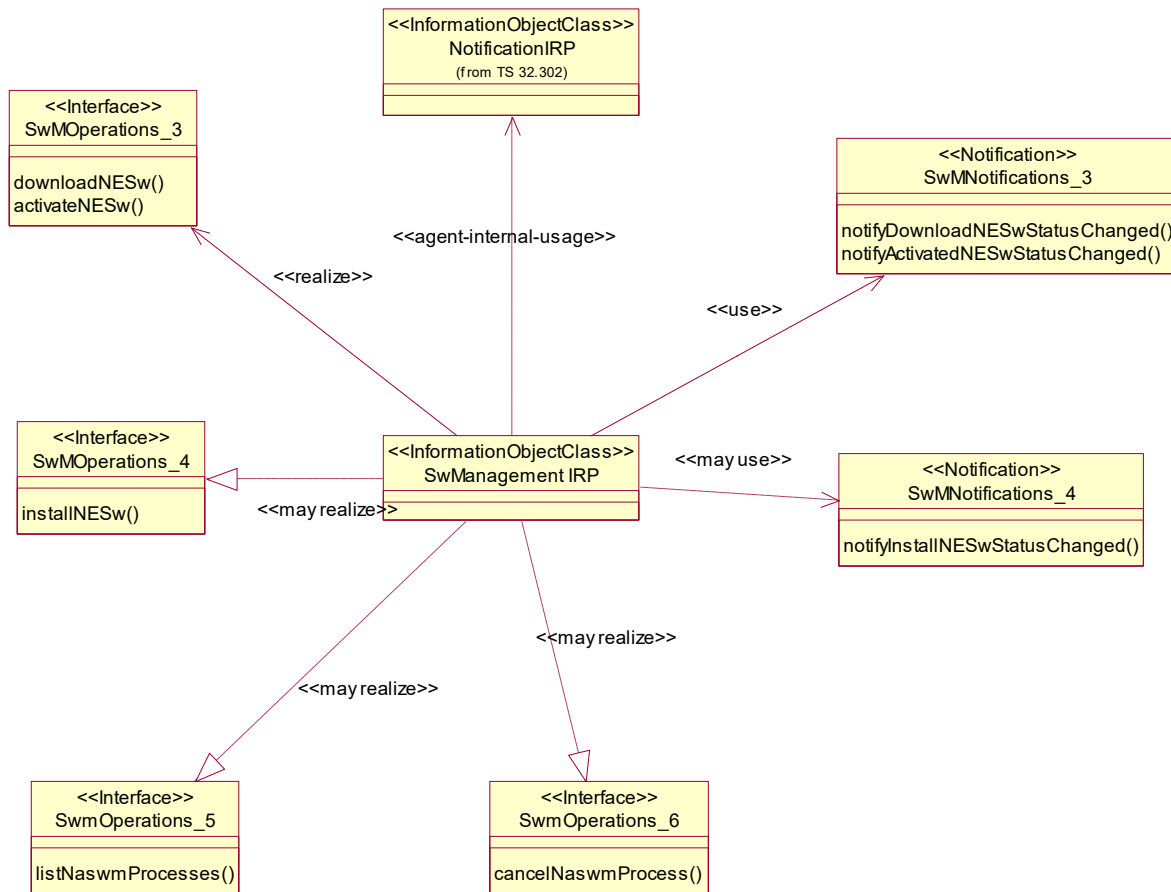 <<InformationObjectClass>>
NotificationIRP
(from TS 32.302)
<<Interface>>
SwMOperations_3
downloadNESw()
activateNESw()
<<Notification>>
SwMNotifications_3
notifyDownloadNESwStatusChanged()
notifyActivatedNESwStatusChanged()
<<agent-internal-usage>>
<<realize>>
<<use>>
<<Interface>>
SwMOperations_4
installNESw()
<<may realize>>
<<InformationObjectClass>>
SwManagement IRP
<<may use>>
<<Notification>>
SwMNotifications_4
notifyInstallNESwStatusChanged()
<<may realize>>
<<may realize>>
<<Interface>>
SwmOperations_5
listNaswmProcesses()
<<Interface>>
SwmOperations_6
cancelNaswmProcess()